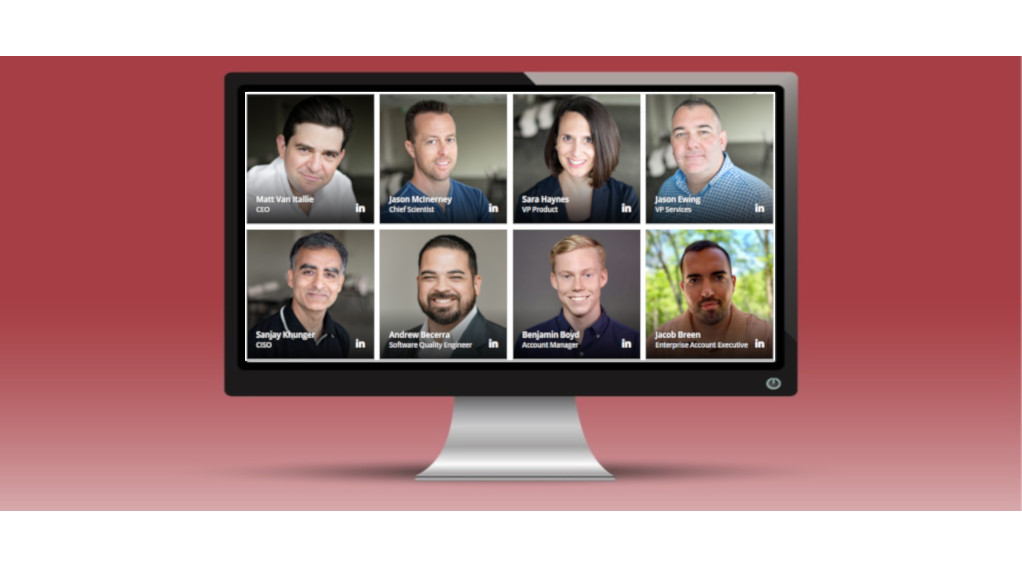 Matt Van Itallie
CEO
in
Jason McInerney
Chief Scientist
in
Sara Haynes
VP Product
in
Jason Ewing
VP Services
in
Sanjay Khunger
CISO
in
Andrew Becerra
Software Quality Engineer
in
Benjamin Boyd
Account Manager
in
Jacob Breen
Enterprise Account Executive
in